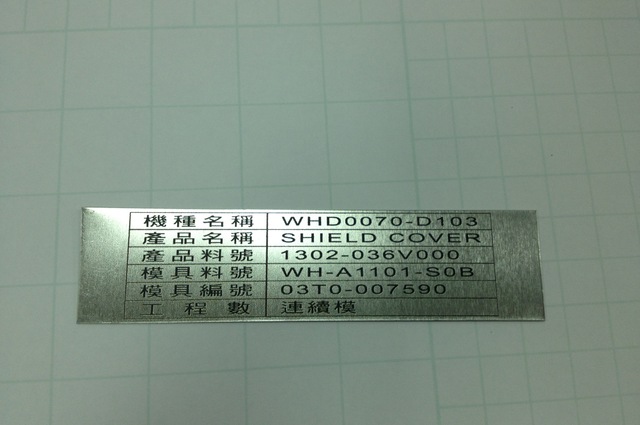 機種名稱 WHD0070-D103
產品名稱 SHIELD COVER
產品料號 1302-036V000
模具料號 WH-A1101-S0B
模具編號 03T0-007590
工程數 連續模